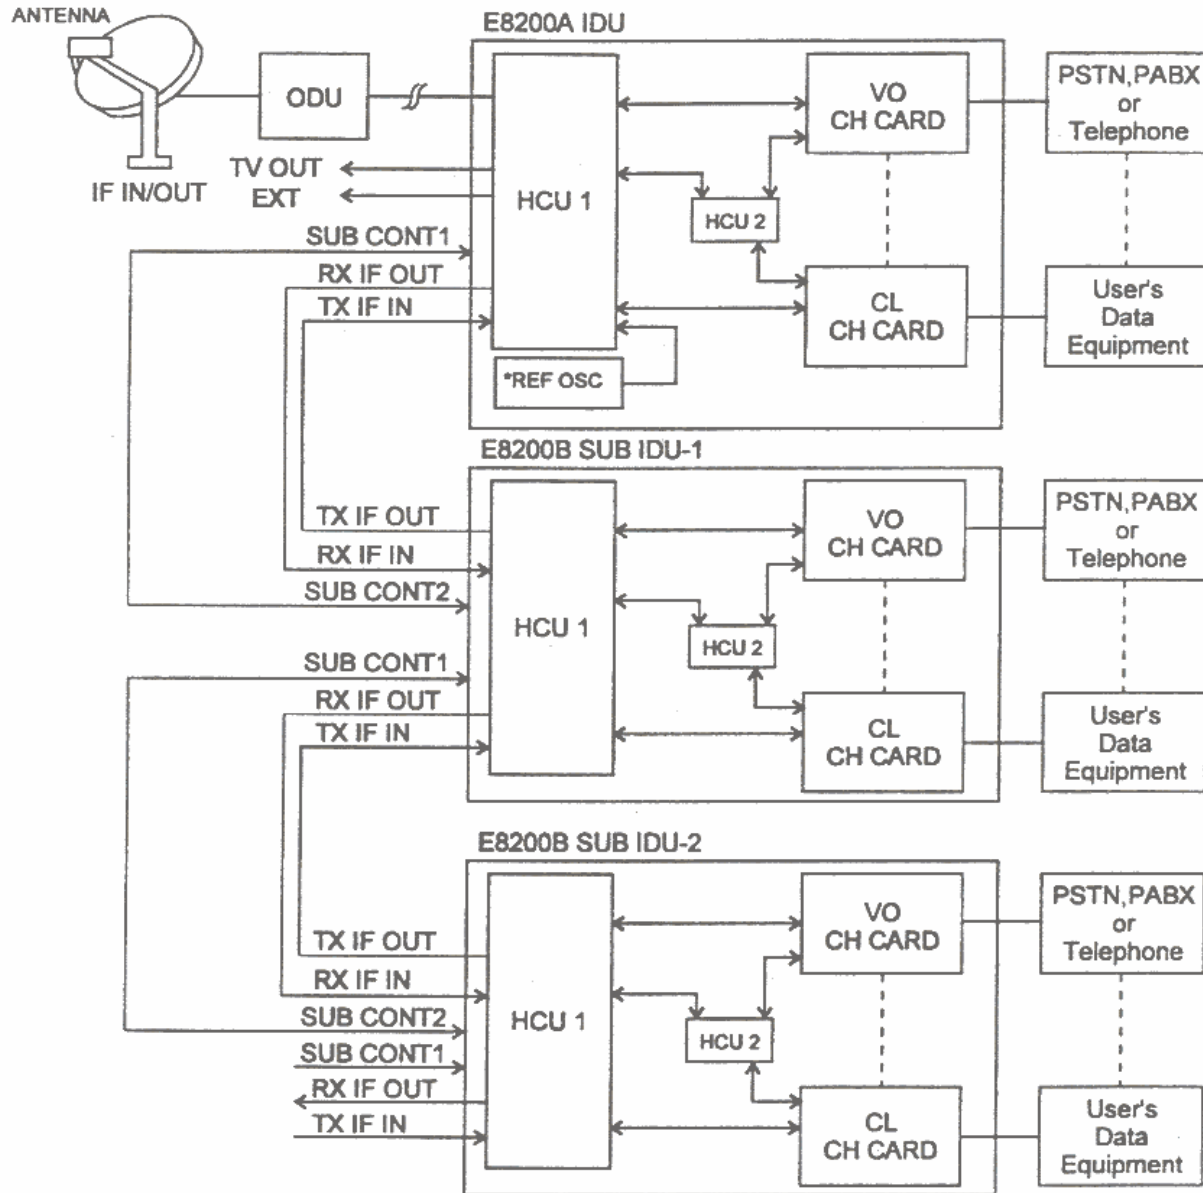 ANTENNA
E8200A IDU
ODU
VO
CH CARD
PSTN,PABX
or
Telephone
TV OUT
EXT
IF IN/OUT
HCU 1
HCU 2
SUB CONT1
RX IF OUT
TX IF IN
CL
CH CARD
User's
Data
Equipment
*REF OSC
E8200B SUB IDU-1
TX IF OUT
RX IF IN
SUB CONT2
SUB CONT1
RX IF OUT
TX IF IN
HCU 1
HCU 2
VO
CH CARD
PSTN,PABX
or
Telephone
CL
CH CARD
User's
Data
Equipment
E8200B SUB IDU-2
TX IF OUT
RX IF IN
SUB CONT2
SUB CONT1
RX IF OUT
TX IF IN
HCU 1
HCU 2
VO
CH CARD
PSTN,PABX
or
Telephone
CL
CH CARD
User's
Data
Equipment